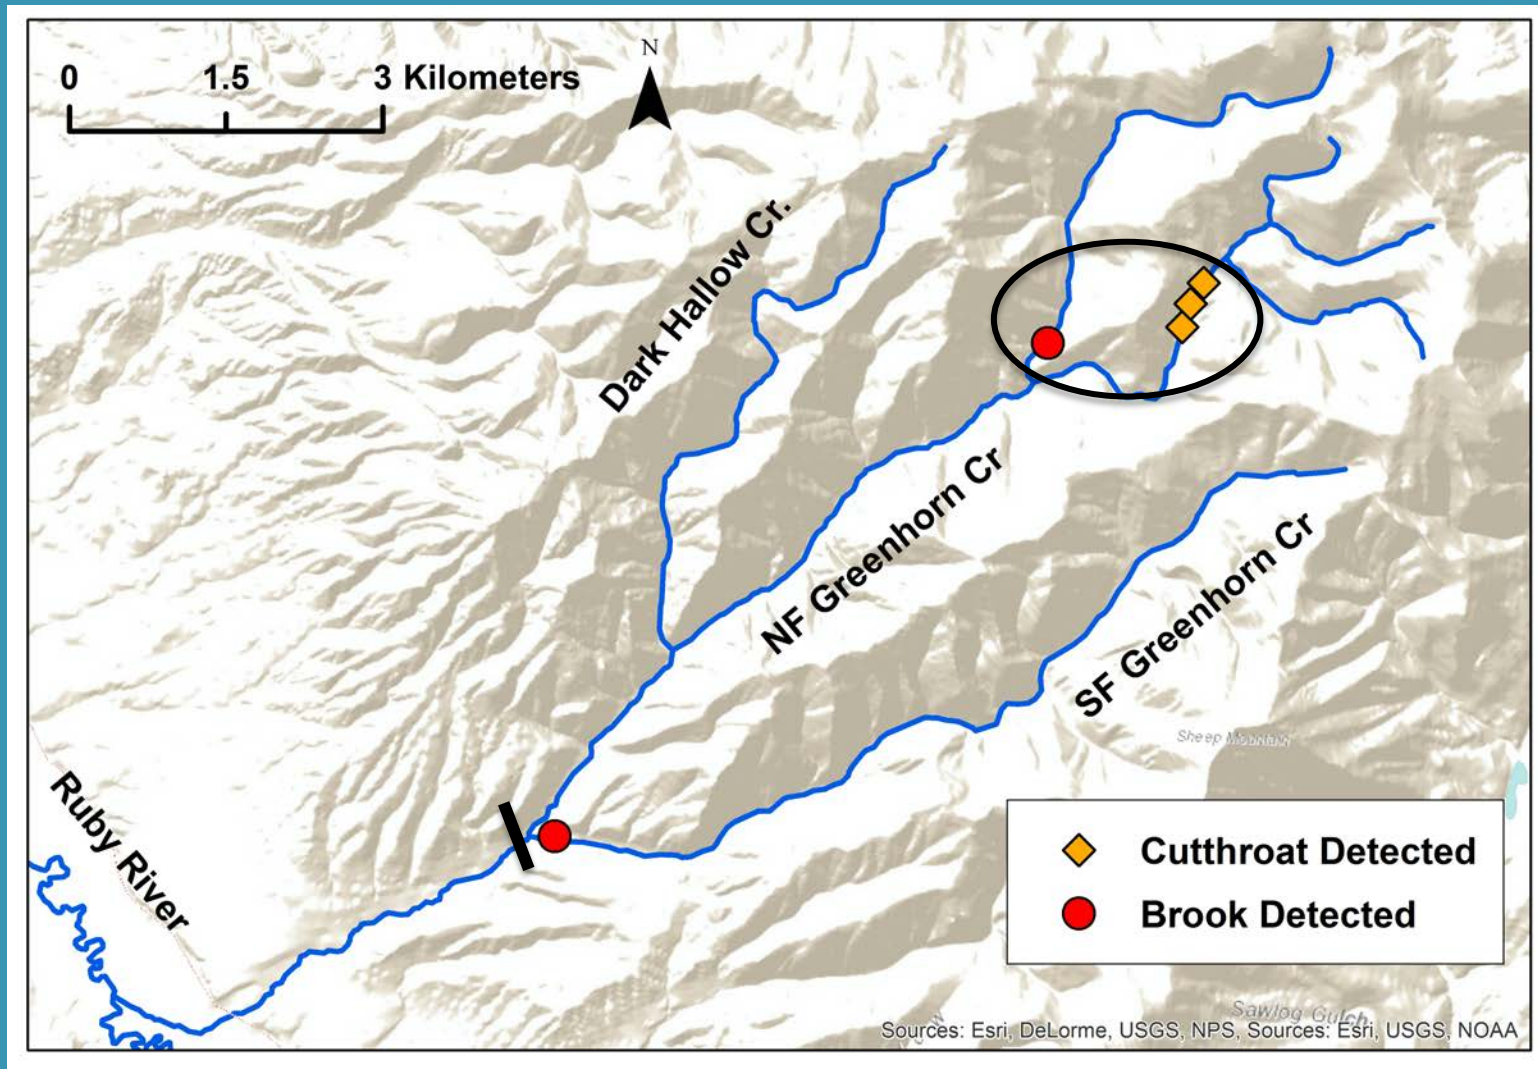 N
0 1.5 3 Kilometers
Dark Hallow Cr.
NF Greenhorn Cr
SF Greenhorn Cr
Sheep Mountain
Ruby River
Cutthroat Detected
Brook Detected
Sawlog Gulch
Sources: Esri, DeLorme, USGS, NPS, Sources: Esri, USGS, NOAA